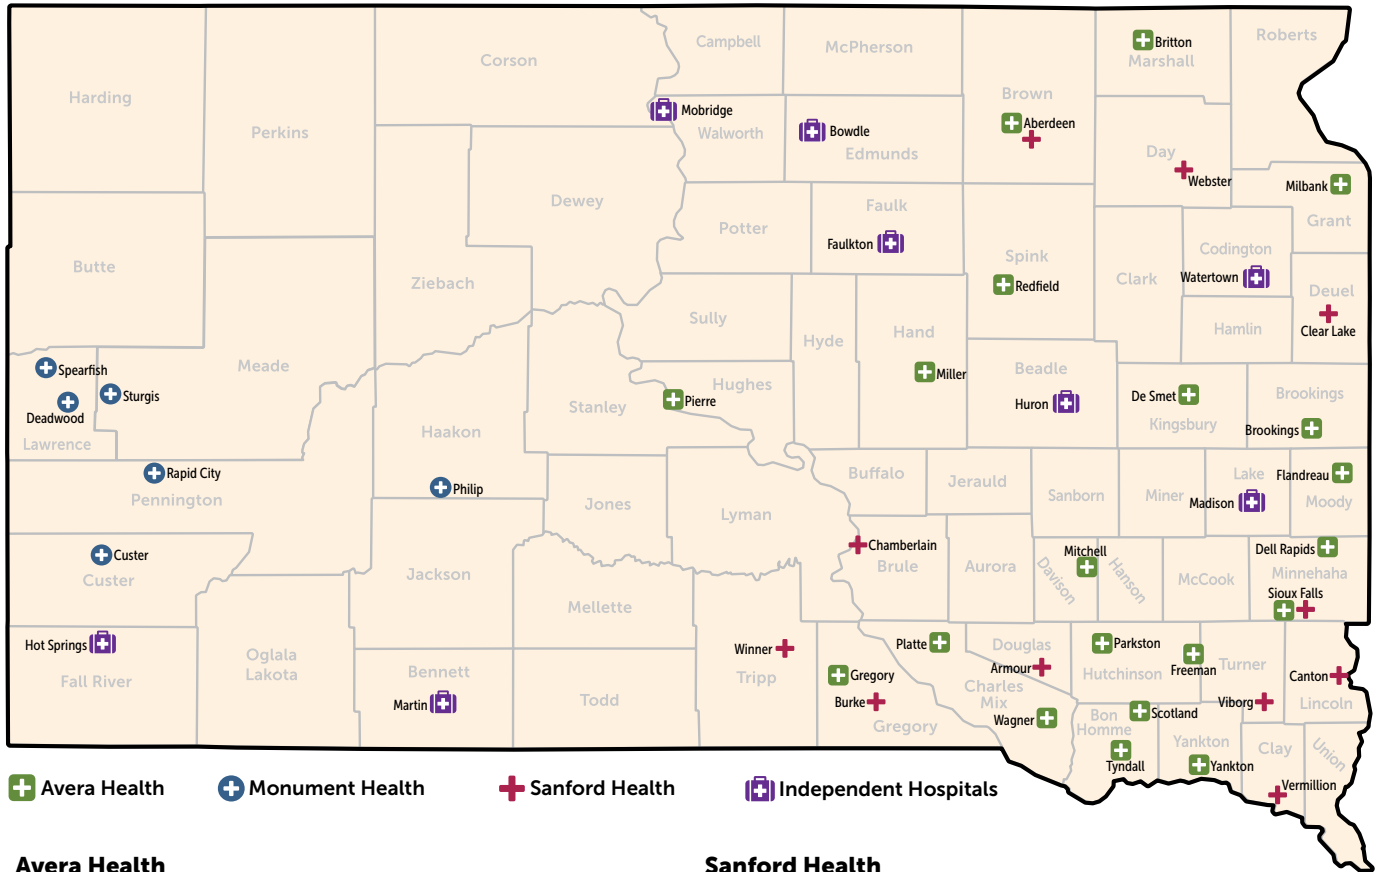 Campbell
McPherson
Britton
Marshall
Roberts
Corson
Harding
Perkins
Mobridge
Walworth
Bowdle
Edmunds
Brown
Aberdeen
Day
Webster
Milbank
Grant
Dewey
Potter
Faulk
Faulkton
Spink
Redfield
Clark
Codington
Watertown
Deuel
Clear Lake
Hamlin
Butte
Ziebach
Sully
Hyde
Hand
Miller
Spearfish
Sturgis
Deadwood
Lawrence
Meade
Haakon
Stanley
Hughes
Pierre
Beadle
Huron
De Smet
Kingsbury
Brookings
Brookings
Rapid City
Pennington
Philip
Jones
Lyman
Buffalo
Jerauld
Sanborn
Miner
Lake
Madison
Flandreau
Moody
Custer
Custer
Jackson
Mellette
Chamberlain
Brule
Aurora
Mitchell
Davison
Hanson
McCook
Dell Rapids
Minnehaha
Sioux Falls
Hot Springs
Fall River
Oglala
Lakota
Bennett
Martin
Todd
Winner
Tripp
Gregory
Burke
Gregory
Platte
Douglas
Armour
Charles
Mix
Wagner
Parkston
Hutchinson
Freeman
Turner
Viborg
Canton
Lincoln
Bon
Homme
Scotland
Tyndall
Yankton
Yankton
Clay
Union
Vermillion
Avera Health
Monument Health
Sanford Health
Independent Hospitals
Avera Health
Sanford Health